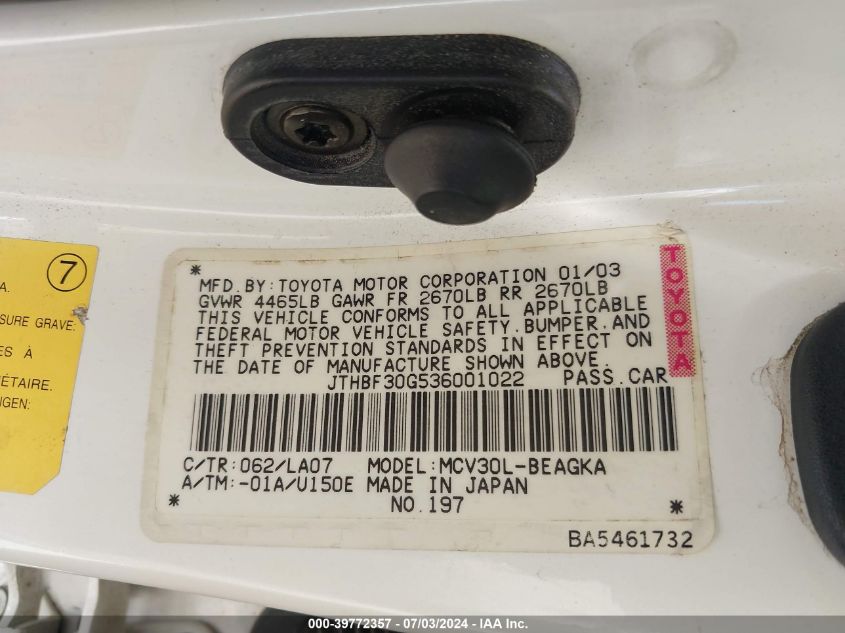 7
A.
SURE GRAVE:
ES À
ÉTAIRE.
NGEN:
*
MFD.BY:TOYOTA MOTOR CORPORATION 01/03
GVWR 4465LB GAWR FR 2670LB RR 2670LB
THIS VEHICLE CONFORMS TO ALL APPLICABLE
FEDERAL MOTOR VEHICLE SAFETY.BUMPER.AND
THEFT PREVENTION STANDARDS IN EFFECT ON
THE DATE OF MANUFACTURE SHOWN ABOVE.
JTHBF30G536001022 PASS.CAR
TOYOTA
C/TR:062/LA07 MODEL:MCV30L-BEAGKA
A/TM:-01A/U150E MADE IN JAPAN
* NO.197 *
BA5461732
000-39772357 - 07/03/2024 - IAA Inc.